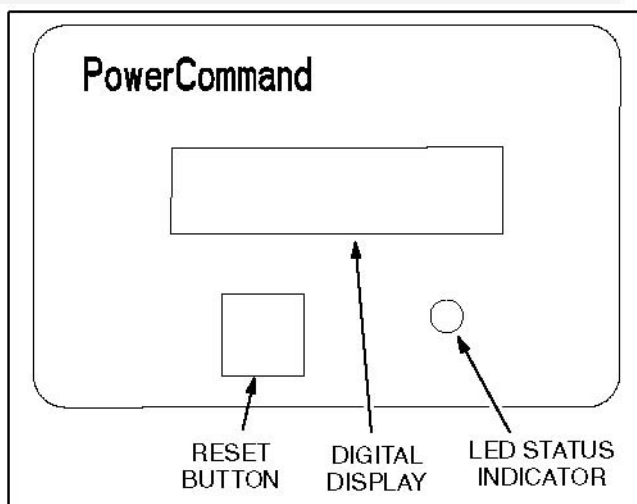 PowerCommand
RESET
BUTTON
DIGITAL
DISPLAY
LED STATUS
INDICATOR